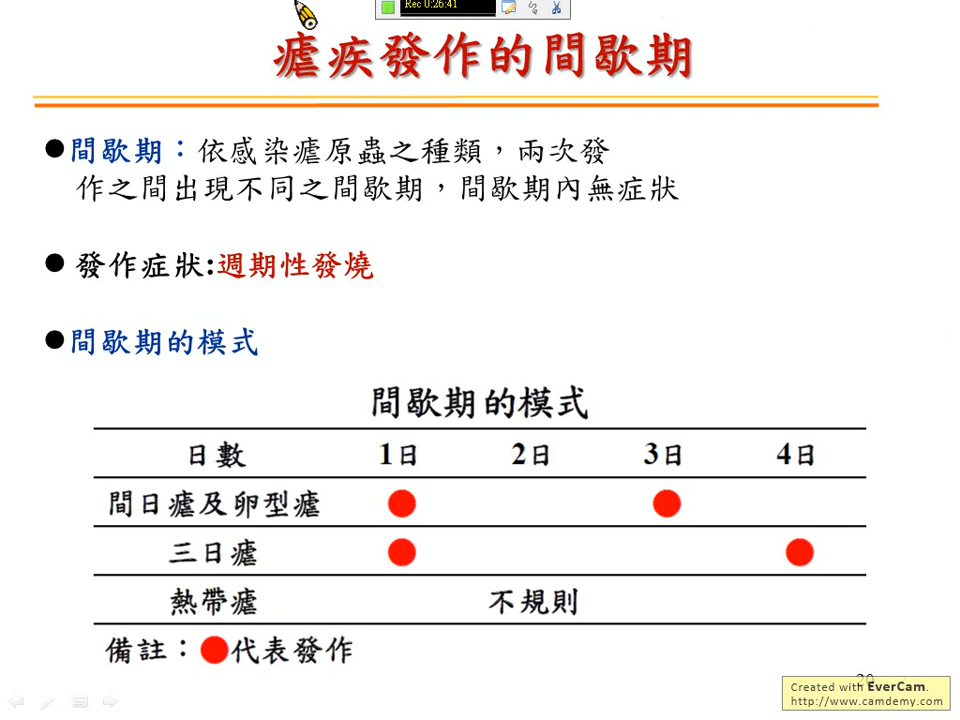 Rec 0:26:41
瘧疾發作的間歇期
●間歇期：依感染瘧原蟲之種類，兩次發
作之間出現不同之間歇期，間歇期內無症狀
● 發作症狀:週期性發燒
●間歇期的模式
間歇期的模式
日數 1日 2日 3日 4日
間日瘧及卵型瘧 ● ●
三日瘧 ● ●
熱帶瘧 不規則
備註：●代表發作
20
Created with EverCam.
http://www.camdemy.com